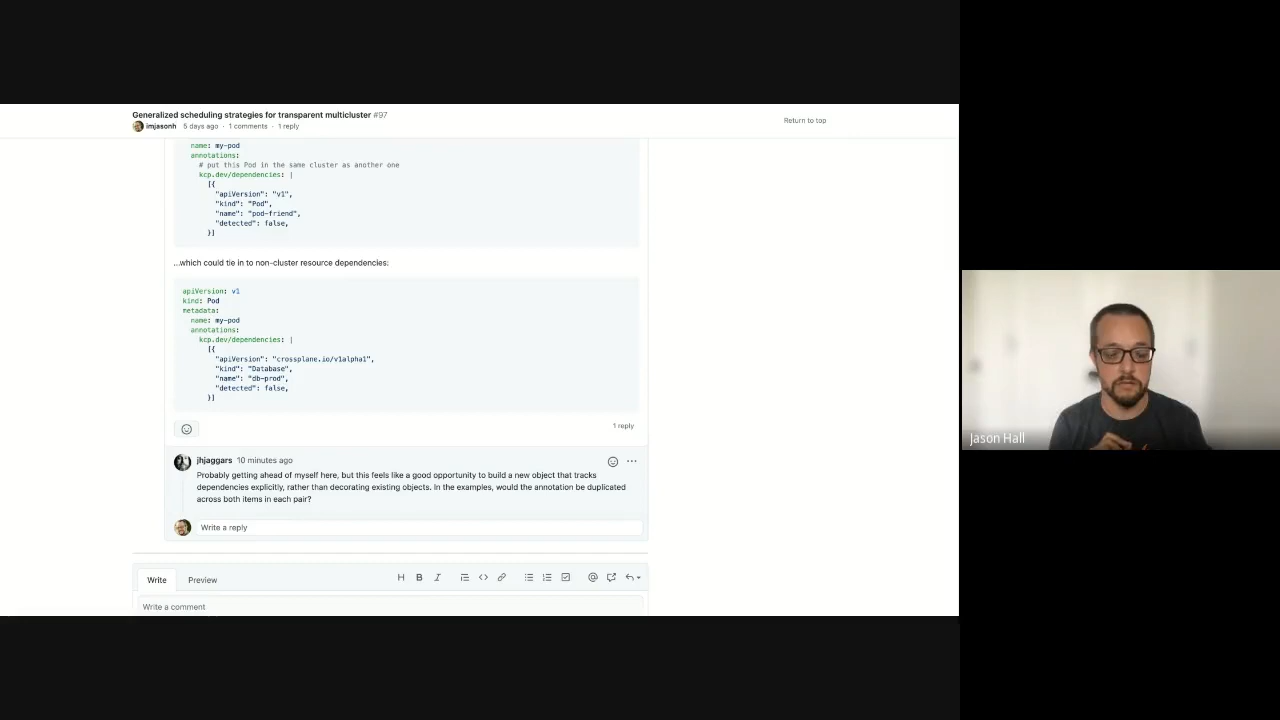 Generalized scheduling strategies for transparent multicluster #97
imjasonh 5 days ago · 1 comments · 1 reply
Return to top
name: my-pod
annotations:
# put this Pod in the same cluster as another one
kcp.dev/dependencies: |
[{
"apiVersion": "v1",
"kind": "Pod",
"name": "pod-friend",
"detected": false,
}]
...which could tie in to non-cluster resource dependencies:
apiVersion: v1
kind: Pod
metadata:
name: my-pod
annotations:
kcp.dev/dependencies: |
[{
"apiVersion": "crossplane.io/v1alpha1",
"kind": "Database",
"name": "db-prod",
"detected": false,
}]
1 reply
jhjaggars 10 minutes ago
Probably getting ahead of myself here, but this feels like a good opportunity to build a new object that tracks
dependencies explicitly, rather than decorating existing objects. In the examples, would the annotation be duplicated
across both items in each pair?
Write a reply
Write Preview
Write a comment
Jason Hall